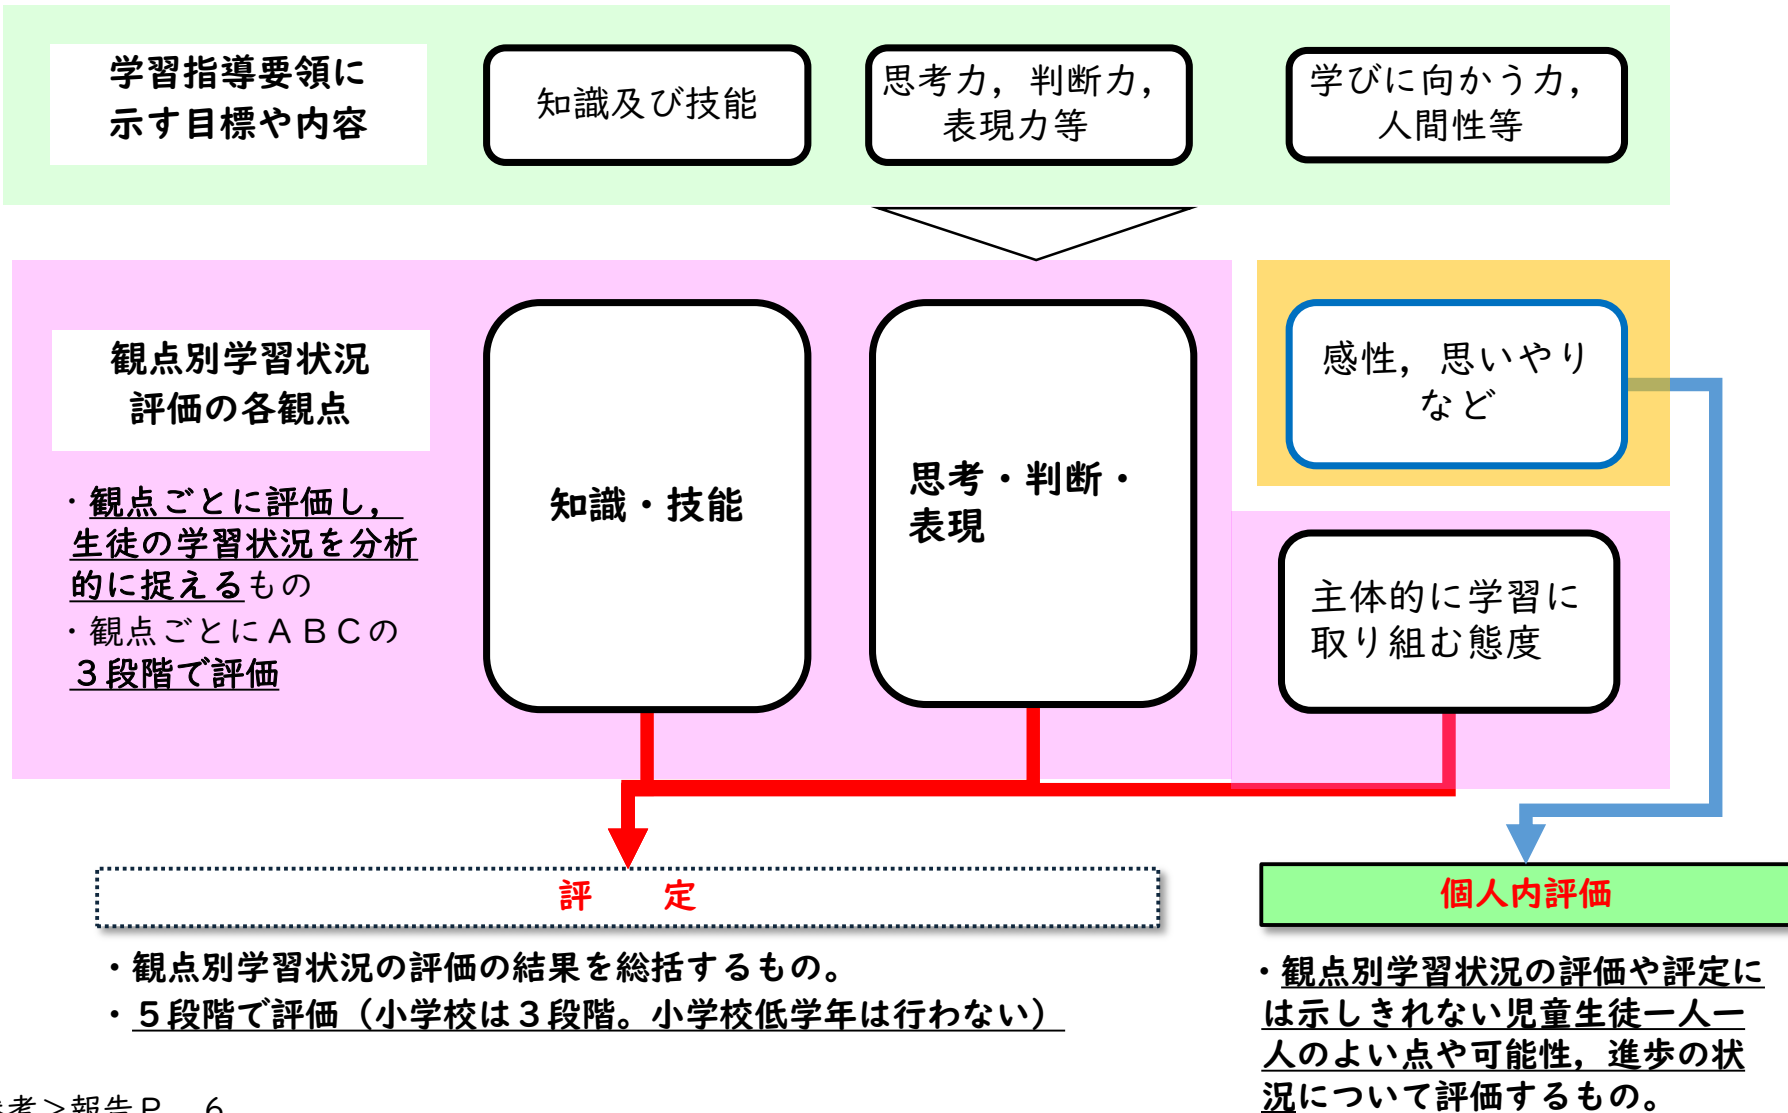 学習指導要領に
示す目標や内容
知識及び技能
思考力，判断力，
表現力等
学びに向かう力，
人間性等
観点別学習状況
評価の各観点
・観点ごとに評価し，
生徒の学習状況を分析
的に捉えるもの
・観点ごとにＡＢＣの
３段階で評価
知識・技能
思考・判断・
表現
感性，思いやり
など
主体的に学習に
取り組む態度
評　定
・観点別学習状況の評価の結果を総括するもの。
・５段階で評価（小学校は３段階。小学校低学年は行わない）
個人内評価
・観点別学習状況の評価や評定に
は示しきれない児童生徒一人一
人のよい点や可能性，進歩の状
況について評価するもの。
考＞報告Ｐ．６